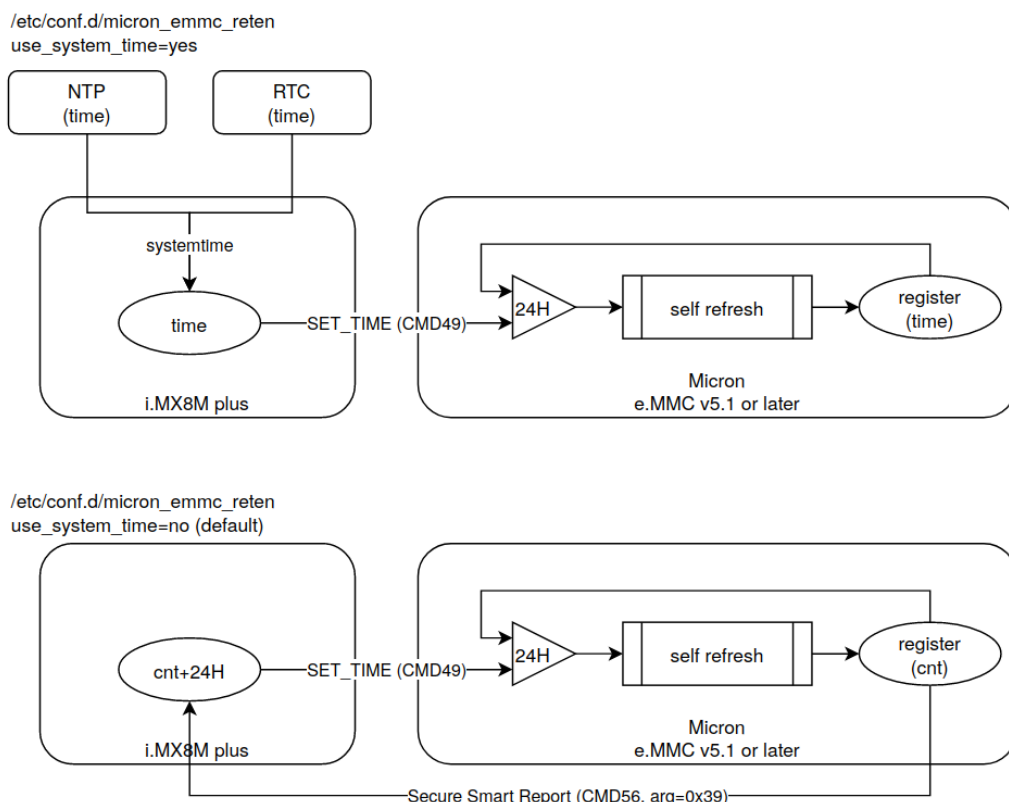 /etc/conf.d/micron_emmc_reten
use_system_time=yes
NTP
(time)
RTC
(time)
systemtime
time
SET_TIME (CMD49)
24H
self refresh
register
(time)
i.MX8M plus
Micron
e.MMC v5.1 or later
/etc/conf.d/micron_emmc_reten
use_system_time=no (default)
cnt+24H
SET_TIME (CMD49)
24H
self refresh
register
(cnt)
i.MX8M plus
Micron
e.MMC v5.1 or later
Secure Smart Report (CMD56, arg=0x39)